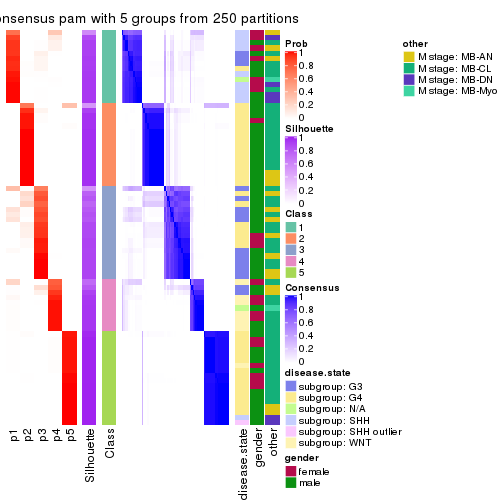 onsensus pam with 5 groups from 250 partitions
Prob
1
0.8
0.6
0.4
0.2
0
Silhouette
1
0.8
0.6
0.4
0.2
0
Class
1
2
3
4
5
Consensus
1
0.8
0.6
0.4
0.2
0
disease.state
subgroup: G3
subgroup: G4
subgroup: N/A
subgroup: SHH
subgroup: SHH outlier
subgroup: WNT
gender
female
male
other
M stage: MB-AN
M stage: MB-CL
M stage: MB-DN
M stage: MB-Myo
p1
p2
p3
p4
p5
Silhouette
Class
disease.state
gender
other